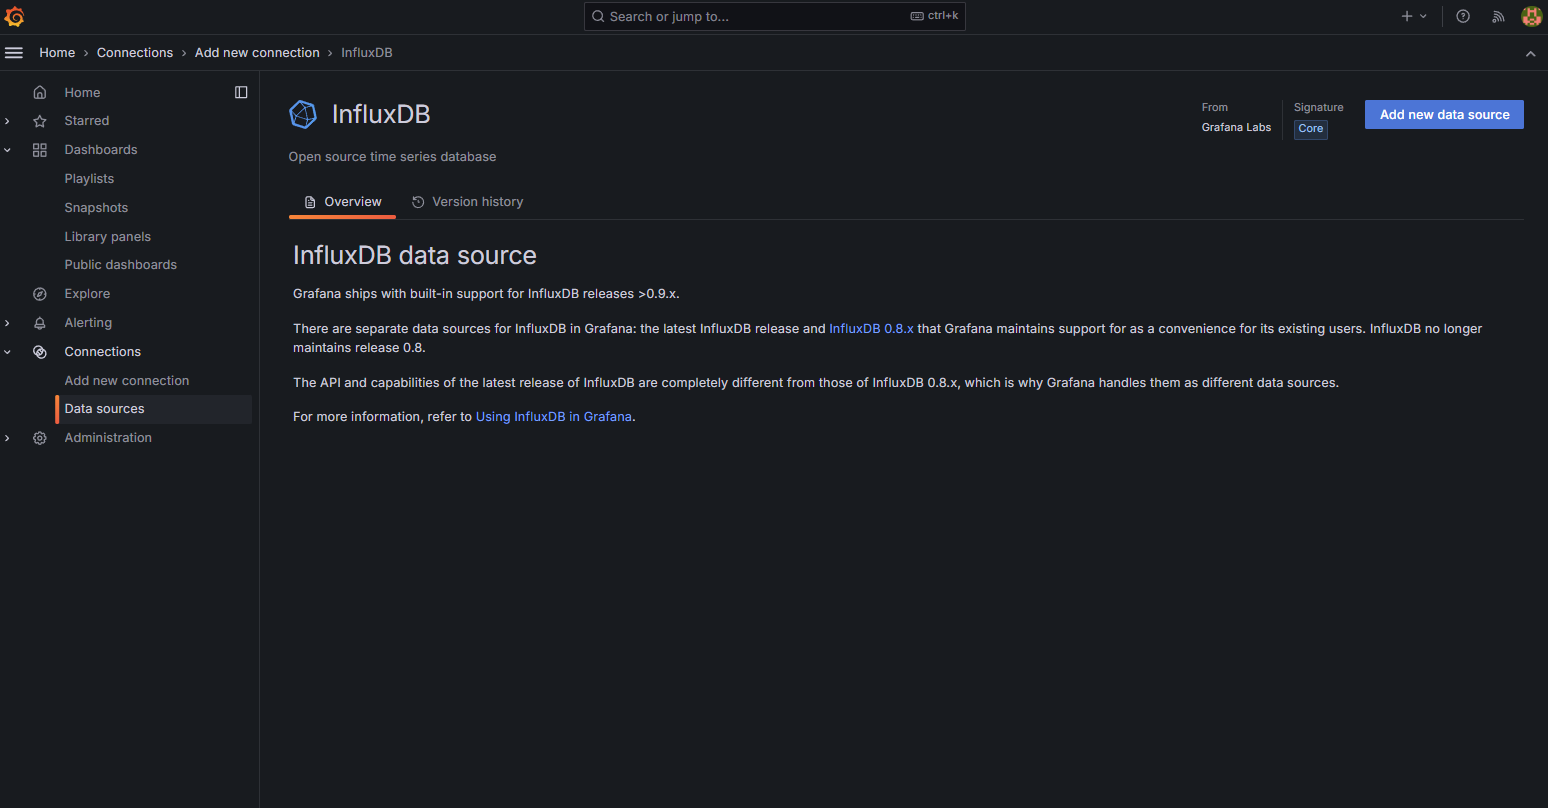 Search or jump to...
ctrl+k
Home › Connections › Add new connection › InfluxDB
Home
Starred
Dashboards
Playlists
Snapshots
Library panels
Public dashboards
Explore
Alerting
Connections
Add new connection
Data sources
Administration
InfluxDB
From
Grafana Labs
Signature
Core
Add new data source
Open source time series database
Overview
Version history
InfluxDB data source
Grafana ships with built-in support for InfluxDB releases >0.9.x.
There are separate data sources for InfluxDB in Grafana: the latest InfluxDB release and InfluxDB 0.8.x that Grafana maintains support for as a convenience for its existing users. InfluxDB no longer
maintains release 0.8.
The API and capabilities of the latest release of InfluxDB are completely different from those of InfluxDB 0.8.x, which is why Grafana handles them as different data sources.
For more information, refer to Using InfluxDB in Grafana.